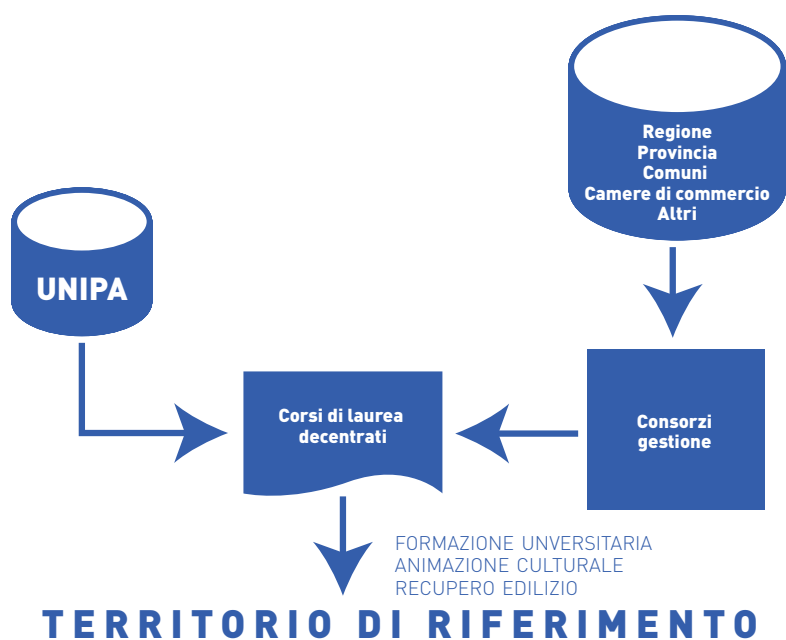 Regione
Provincia
Comuni
Camere di commercio
Altri
UNIPA
Corsi di laurea
decentrati
Consorzi
gestione
FORMAZIONE UNVERSITARIA
ANIMAZIONE CULTURALE
RECUPERO EDILIZIO
TERRITORIO DI RIFERIMENTO